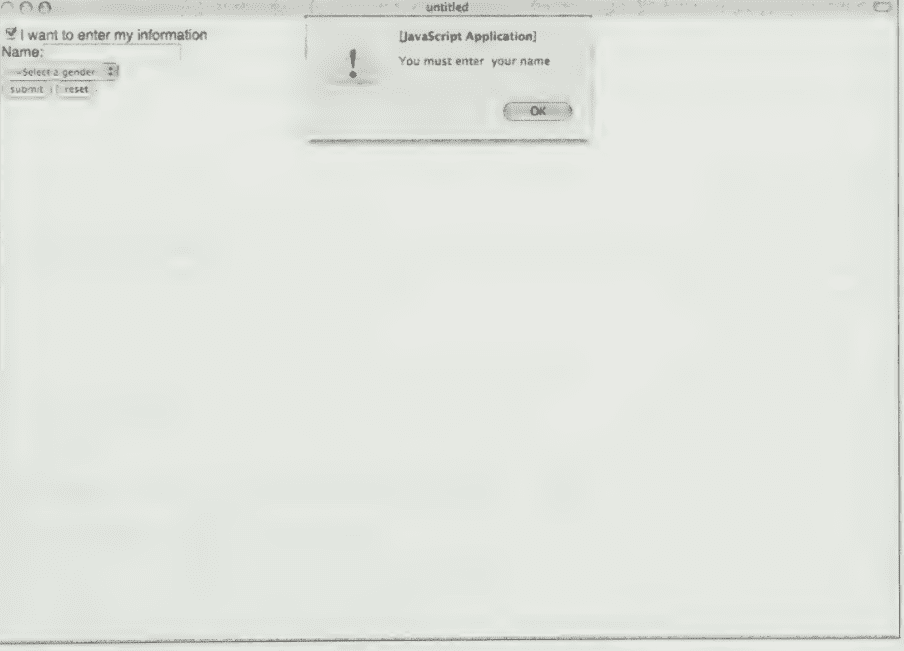 untitled
I want to enter my information
Name:
--Select a gender
submit reset
[JavaScript Application]
You must enter your name
OK